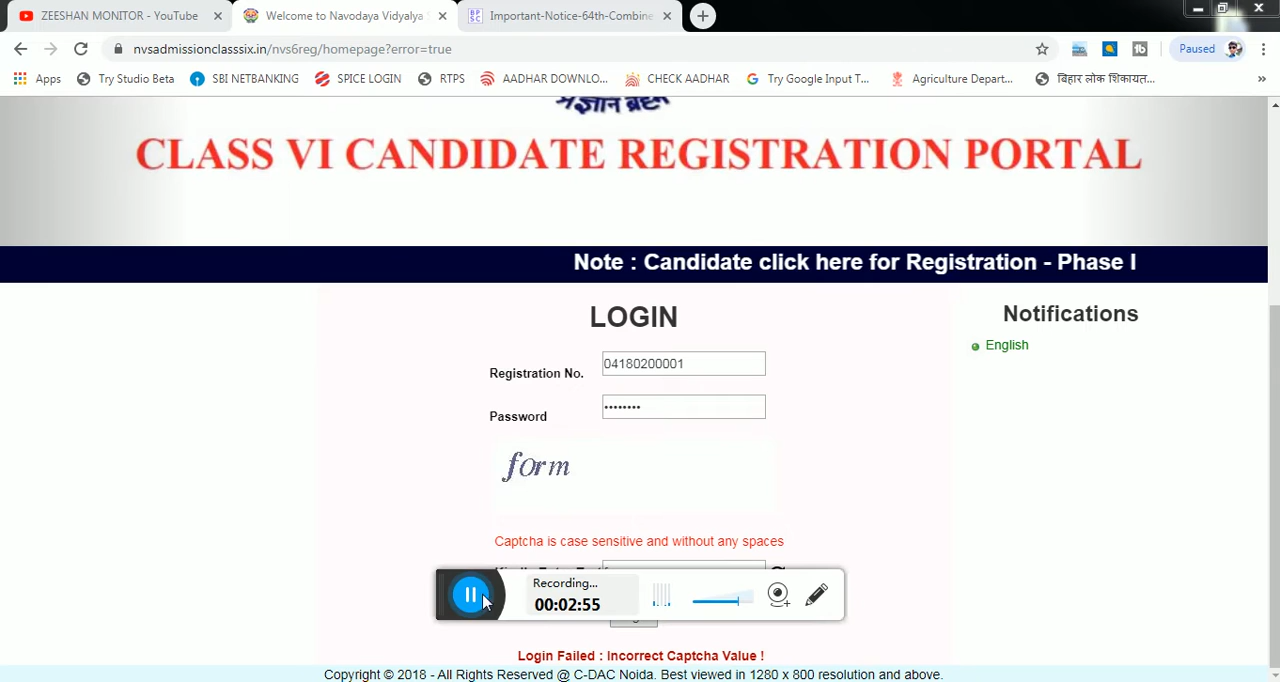 ZEESHAN MONITOR - YouTube
Welcome to Navodaya Vidyalya
Important-Notice-64th-Combine
nvsadmissionclasssix.in/nvs6reg/homepage?error=true
Paused
Apps
Try Studio Beta
SBI NETBANKING
SPICE LOGIN
RTPS
AADHAR DOWNLO...
CHECK AADHAR
Try Google Input T...
Agriculture Depart...
बिहार लोक शिकायत...
CLASS VI CANDIDATE REGISTRATION PORTAL
Note : Candidate click here for Registration - Phase I
LOGIN
Notifications
English
Registration No.
04180200001
Password
••••••••
form
Captcha is case sensitive and without any spaces
Recording...
00:02:55
Login Failed : Incorrect Captcha Value !
Copyright © 2018 - All Rights Reserved @ C-DAC Noida. Best viewed in 1280 x 800 resolution and above.